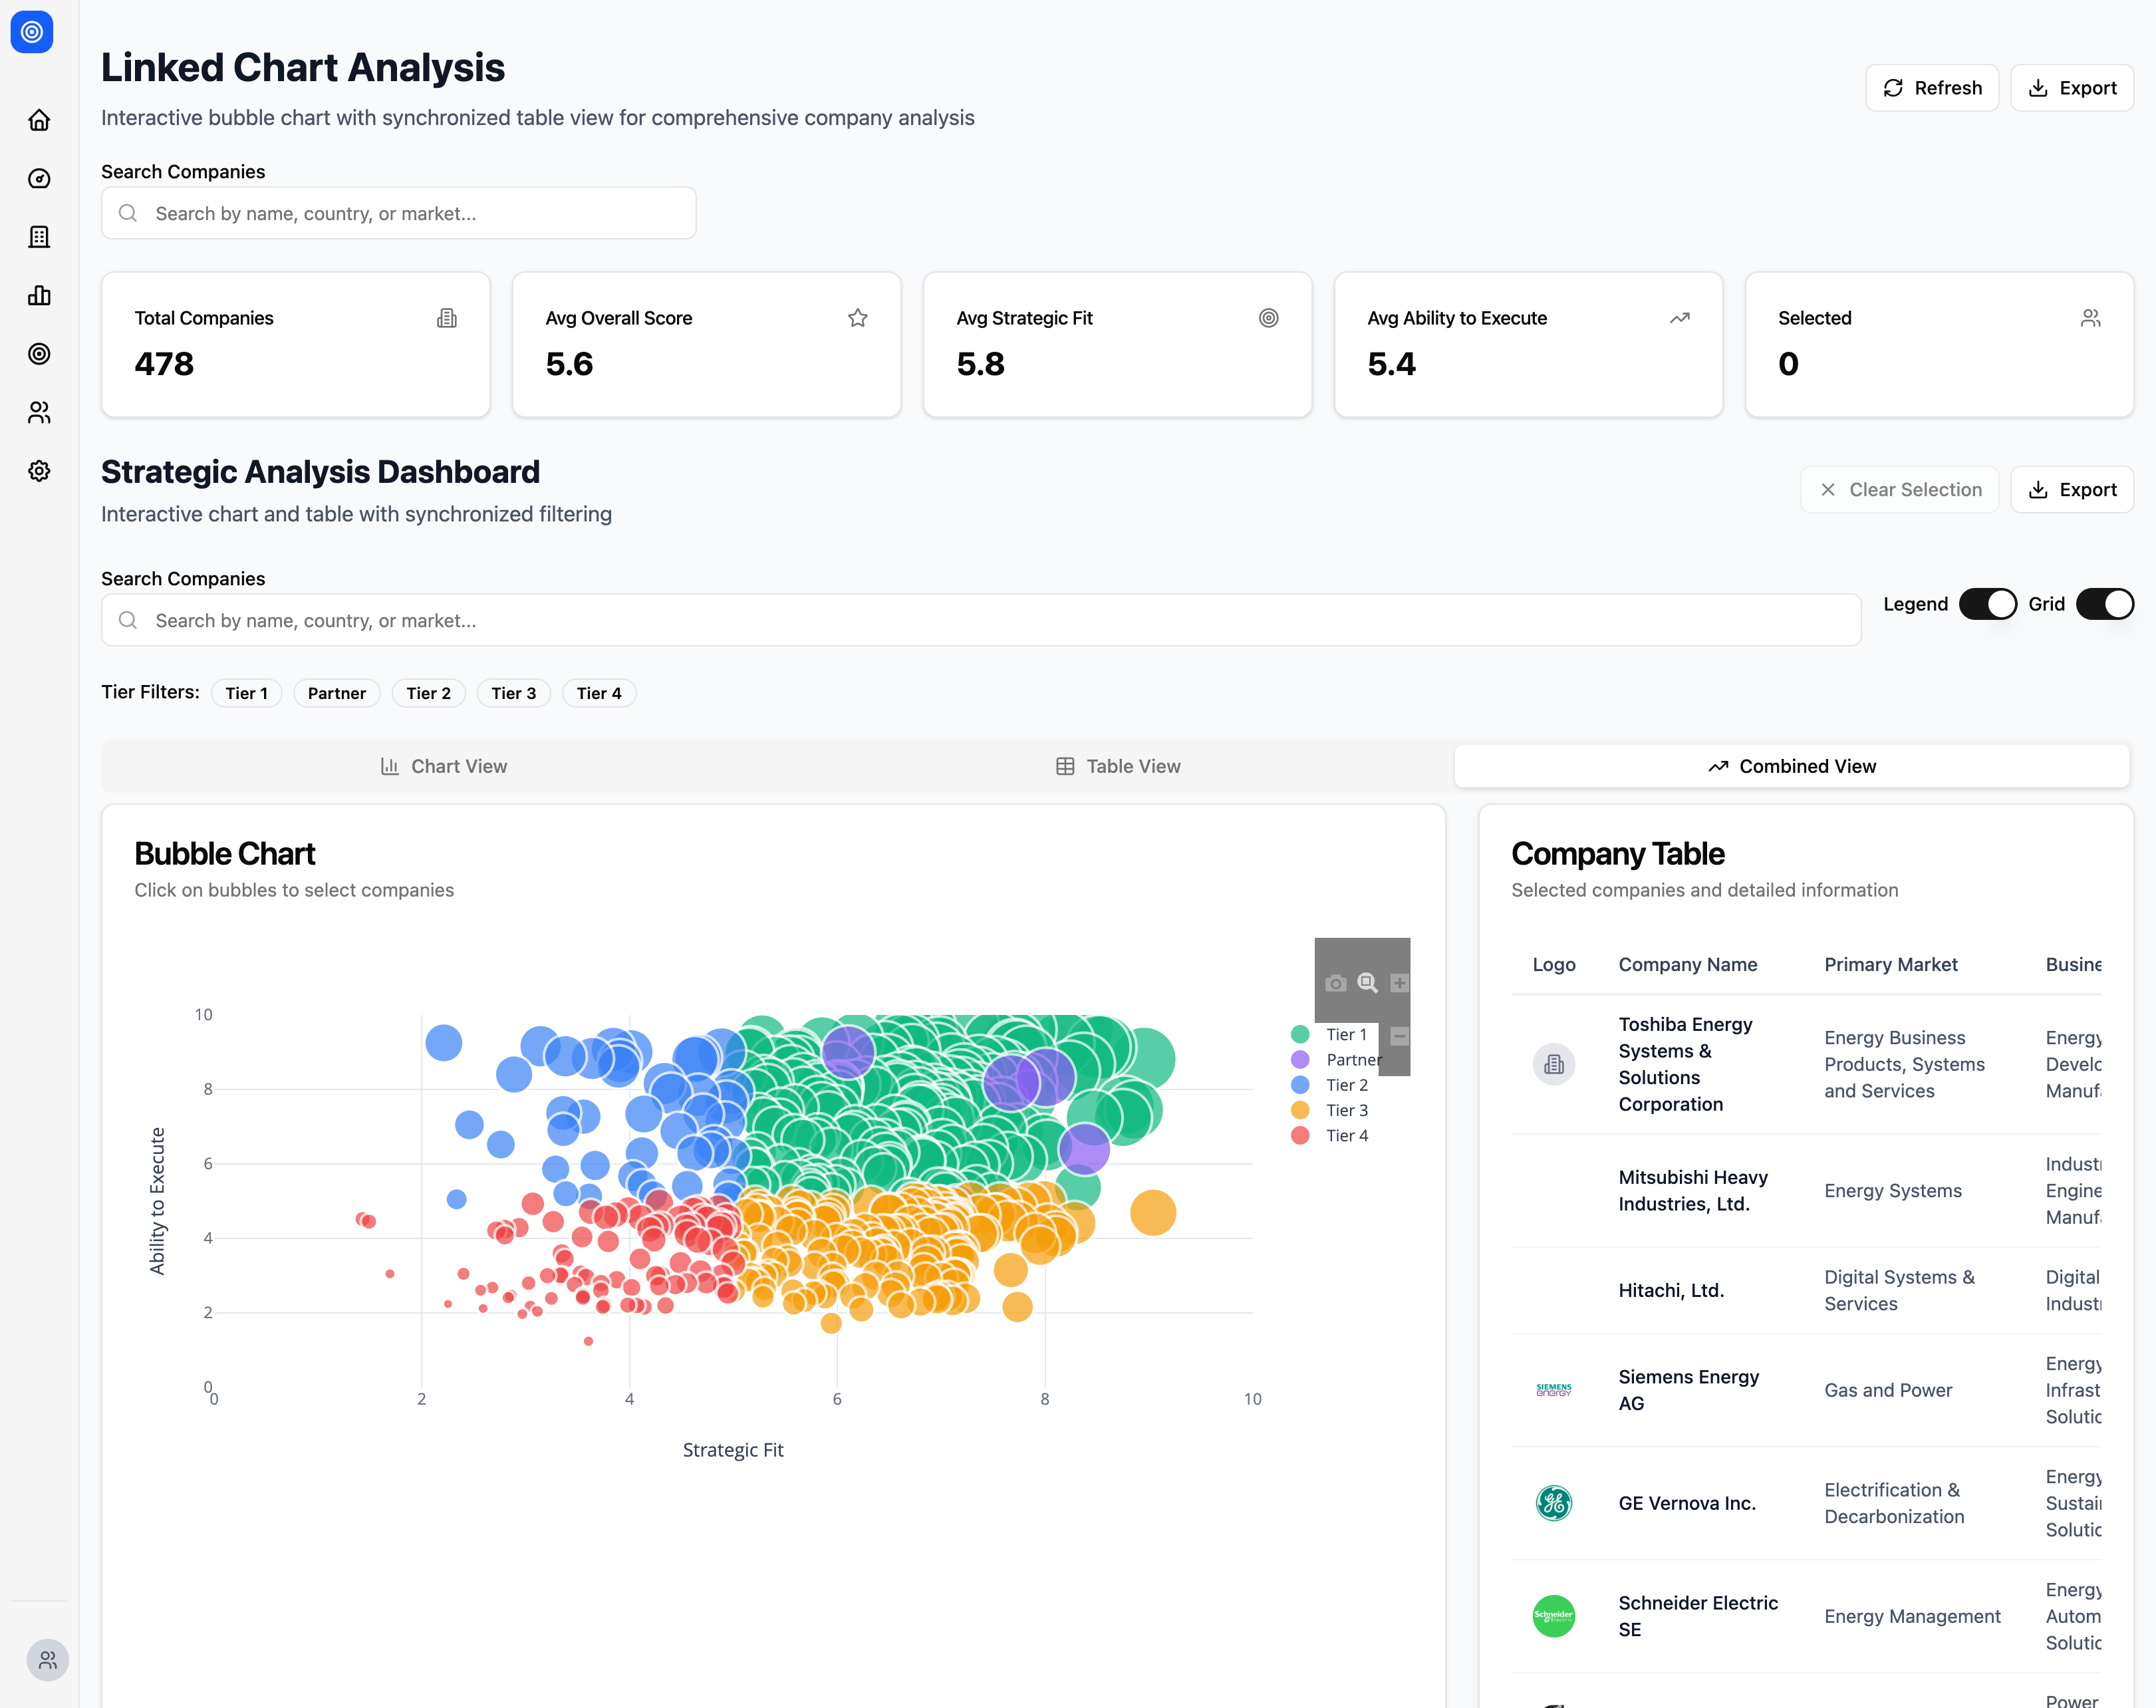 Linked Chart Analysis
Interactive bubble chart with synchronized table view for comprehensive company analysis
Refresh
Export
Search Companies
Search by name, country, or market...
Total Companies
478
Avg Overall Score
5.6
Avg Strategic Fit
5.8
Avg Ability to Execute
5.4
Selected
0
Strategic Analysis Dashboard
Interactive chart and table with synchronized filtering
Clear Selection
Export
Search Companies
Search by name, country, or market...
Legend
Grid
Tier Filters:
Tier 1
Partner
Tier 2
Tier 3
Tier 4
Chart View
Table View
Combined View
Bubble Chart
Click on bubbles to select companies
10
8
6
4
2
0
0
2
4
6
8
10
Ability to Execute
Strategic Fit
Tier 1
Partner
Tier 2
Tier 3
Tier 4
Company Table
Selected companies and detailed information
Logo
Company Name
Primary Market
Busine
Toshiba Energy
Systems &
Solutions
Corporation
Energy Business
Products, Systems
and Services
Energy
Develo
Manufa
Mitsubishi Heavy
Industries, Ltd.
Energy Systems
Industr
Engine
Manufa
Hitachi, Ltd.
Digital Systems &
Services
Digital
Industr
SIEMENS
energy
Siemens Energy
AG
Gas and Power
Energy
Infrast
Solutic
GE
GE Vernova Inc.
Electrification &
Decarbonization
Energy
Sustai
Solutic
Schneider
Electric
Schneider Electric
SE
Energy Management
Energy
Autom
Solutic
Power